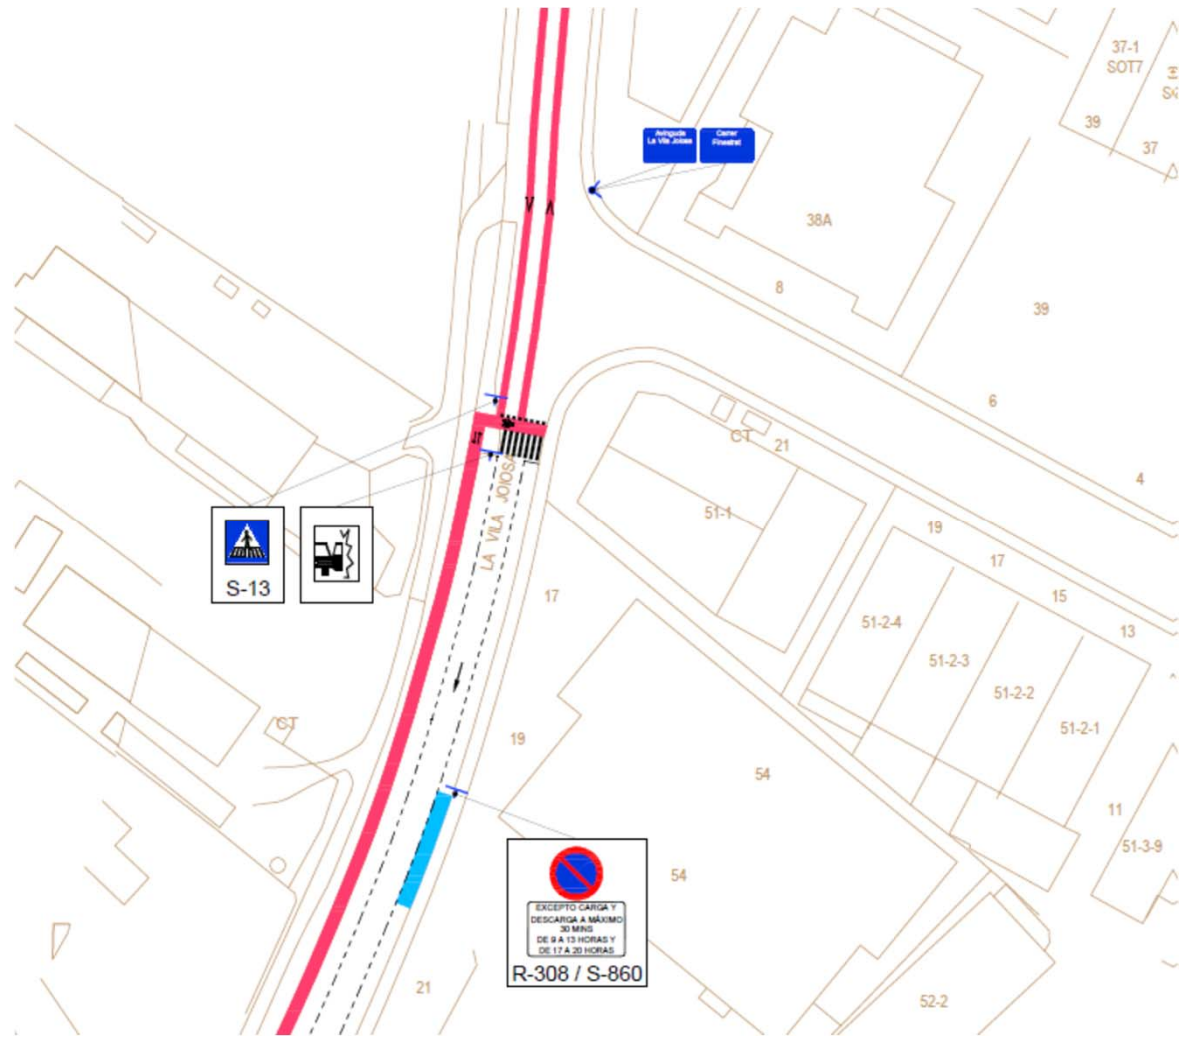 37-1
SOT7
39
37
Avinguda
La Vila Joiosa
Carrer
Finestrat
38A
8
39
6
4
CT
21
51-1
19
17
15
13
LA VILA JOIOSA
S-13
17
51-2-4
51-2-3
51-2-2
51-2-1
CT
19
54
11
51-3-9
54
EXCEPTO CARGA Y
DESCARGA A MÁXIMO
30 MINS
DE 9 A 13 HORAS Y
DE 17 A 20 HORAS
R-308 / S-860
21
52-2